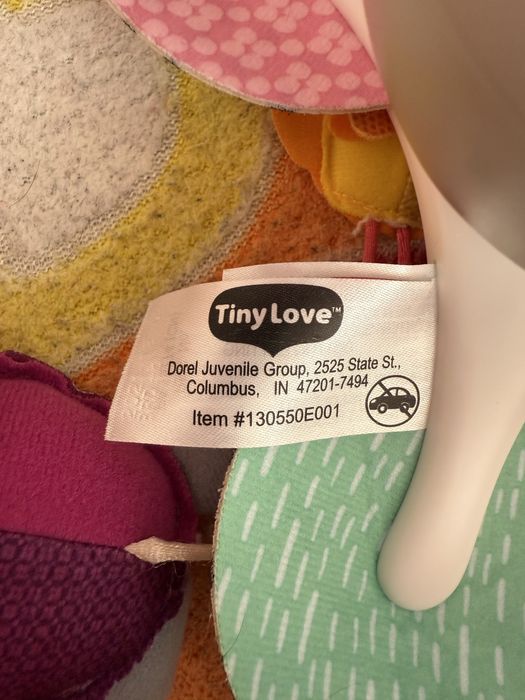 Tiny Love™
Dorel Juvenile Group, 2525 State St.,
Columbus, IN 47201-7494
Item #130550E001